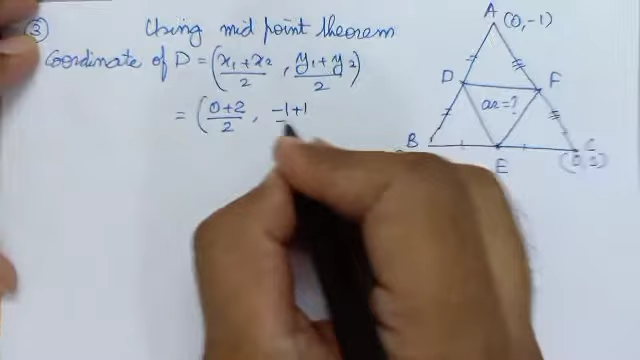 ③ Using mid point theorem
Coordinate of D = (x₁+x₂/2 , y₁+y₂/2)
= (0+2/2 , -1+1
A (0,-1)
D
F
ar=?
B
E
C